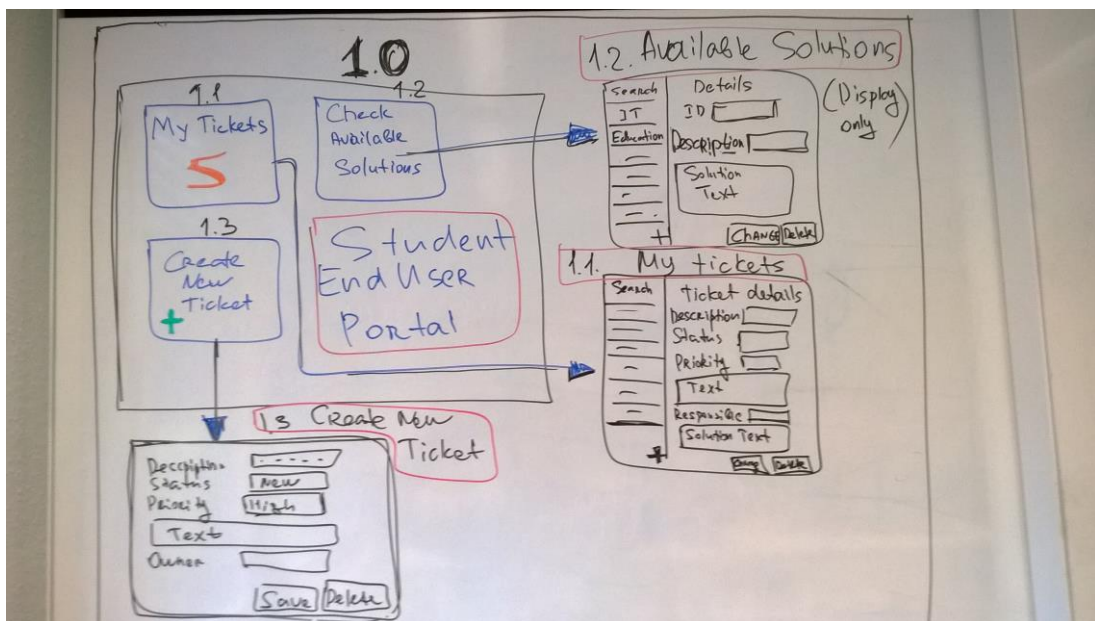 1.0
1.1
My Tickets
5
1.2
Check
Available
Solutions
1.3
Create
New
Ticket
+
Student
End User
Portal
1.2. Available Solutions
(Display
only)
Search
IT
Education
+
Details
ID
Description
Solution
Text
CHANGE Delete
1.1. My tickets
Search
+
Ticket details
Description
Status
Priority
Text
Responsible
Solution Text
Change Delete
1.3 Create New
Ticket
Description
Status New
Priority High
Text
Owner
Save Delete